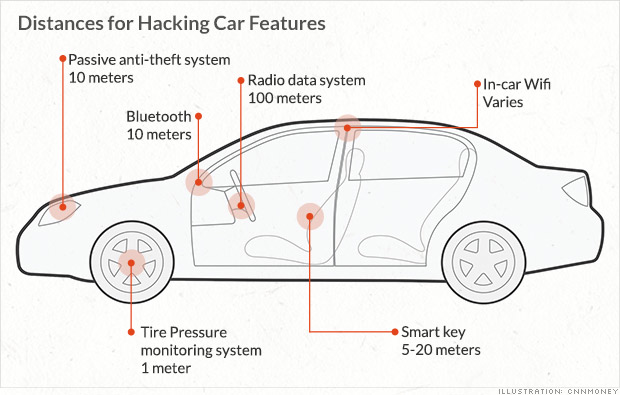 Distances for Hacking Car Features
Passive anti-theft system
10 meters
Radio data system
100 meters
In-car Wifi
Varies
Bluetooth
10 meters
Tire Pressure
monitoring system
1 meter
Smart key
5-20 meters
ILLUSTRATION: CNNMONEY